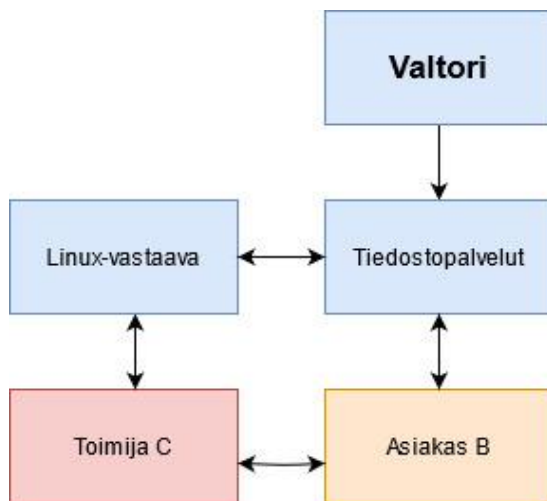 Valtori
Linux-vastaava
Tiedostopalvelut
Toimija C
Asiakas B